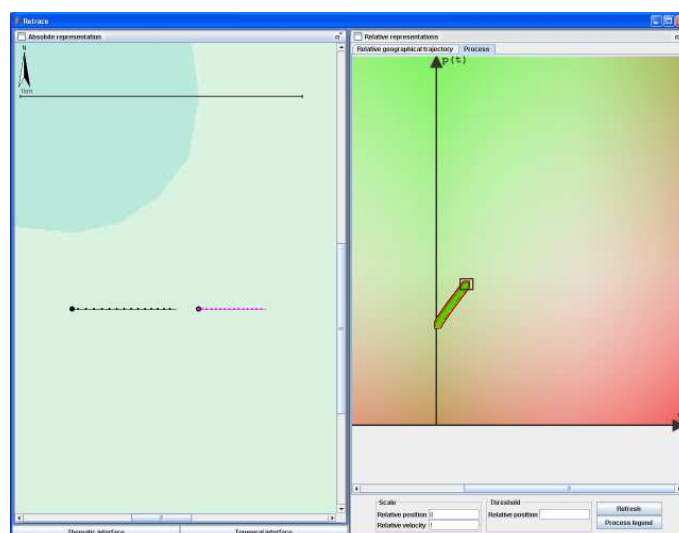 Retrace
Absolute representation
N
1km
Relative representations
Relative geographical trajectory
Process
p(t)
Scale
Relative position
Relative velocity
Threshold
Relative position
Refresh
Process legend
Thematic interface
Temporal interface